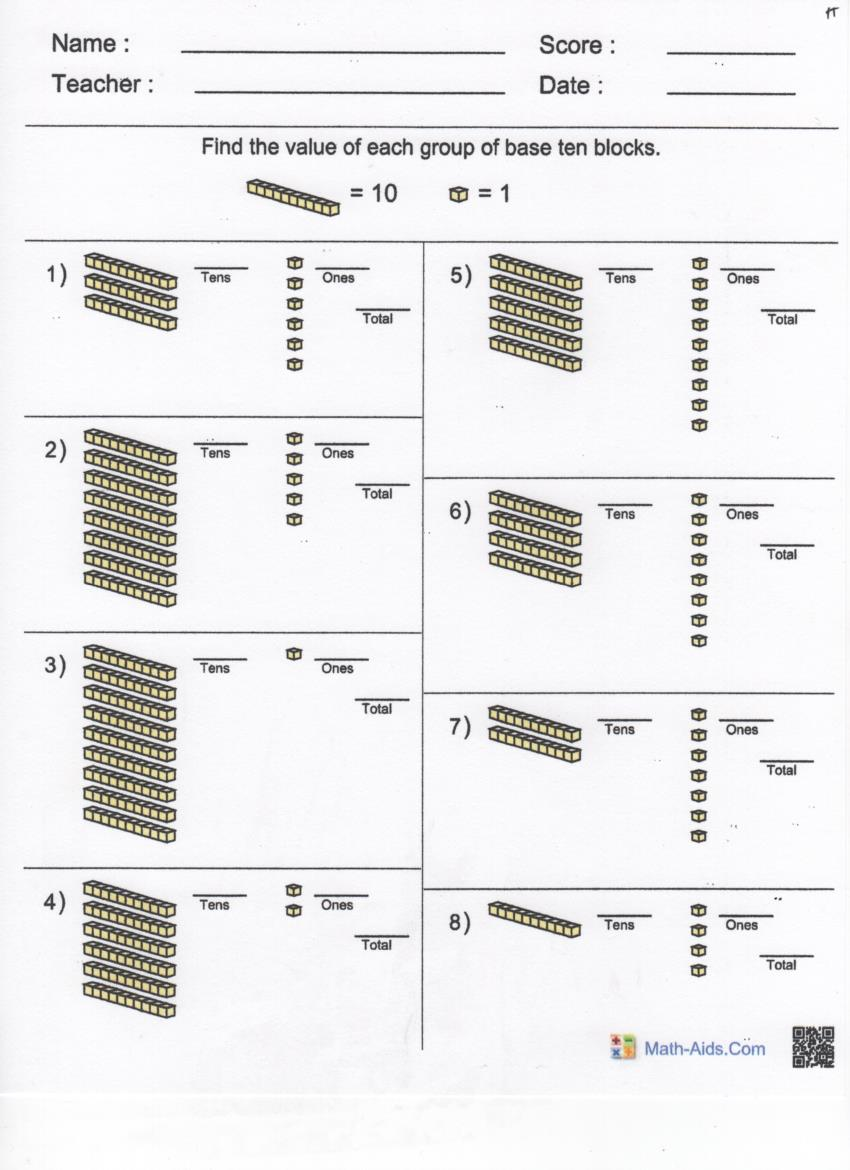 Name : Score :
Teacher : Date :
Find the value of each group of base ten blocks.
= 10 = 1
1) Tens Ones
Total
2) Tens Ones
Total
3) Tens Ones
Total
4) Tens Ones
Total
5) Tens Ones
Total
6) Tens Ones
Total
7) Tens Ones
Total
8) Tens Ones
Total
Math-Aids.Com